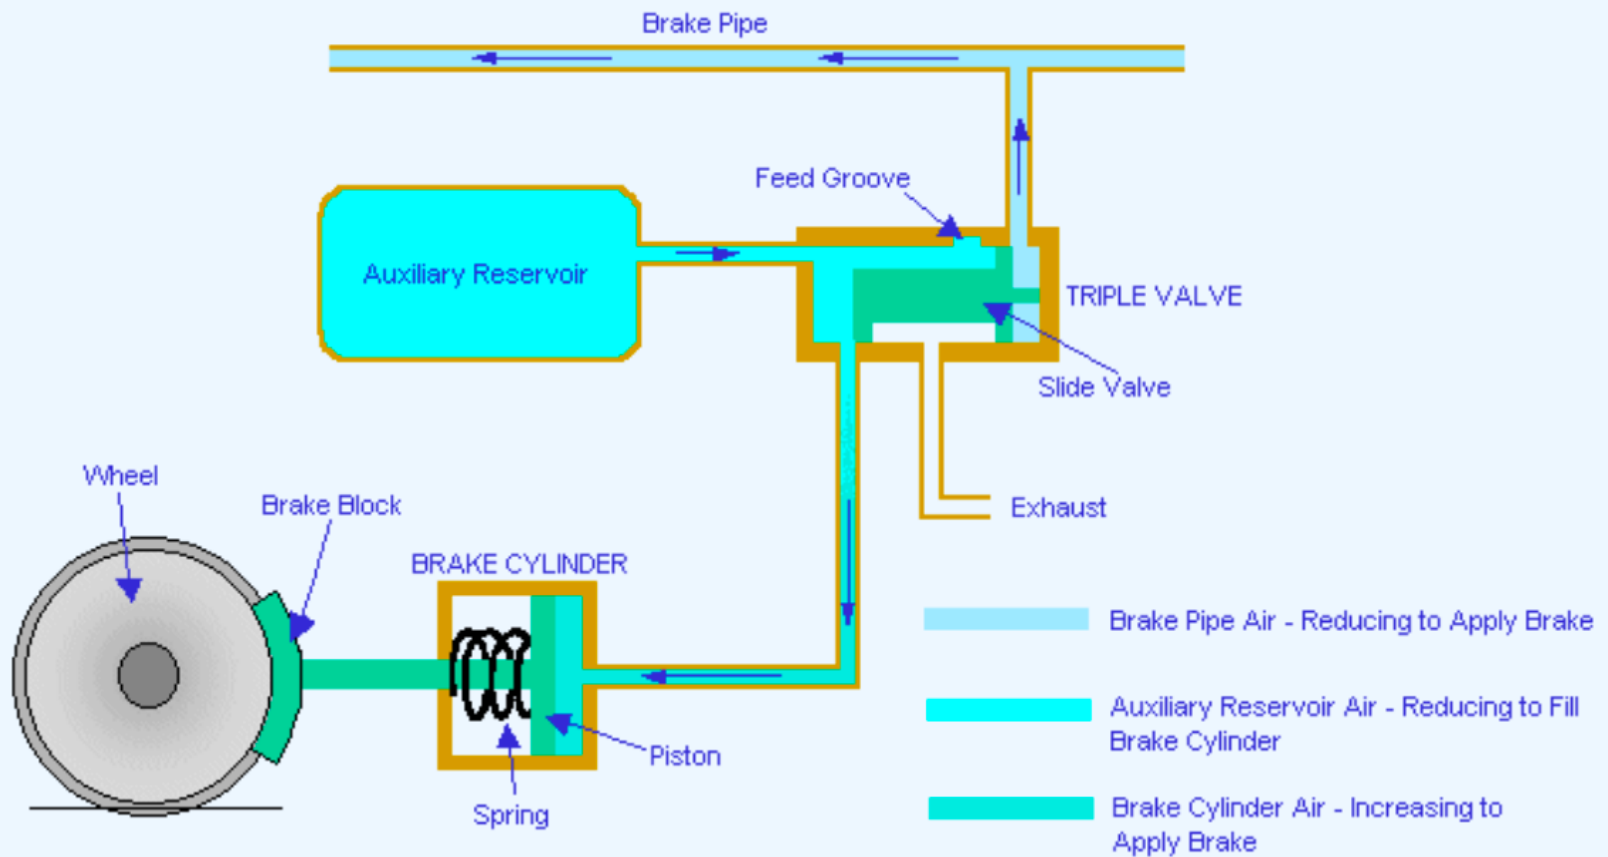 Brake Pipe
Feed Groove
Auxiliary Reservoir
TRIPLE VALVE
Slide Valve
Wheel
Brake Block
Exhaust
BRAKE CYLINDER
Brake Pipe Air - Reducing to Apply Brake
Auxiliary Reservoir Air - Reducing to Fill
Brake Cylinder
Piston
Spring
Brake Cylinder Air - Increasing to
Apply Brake